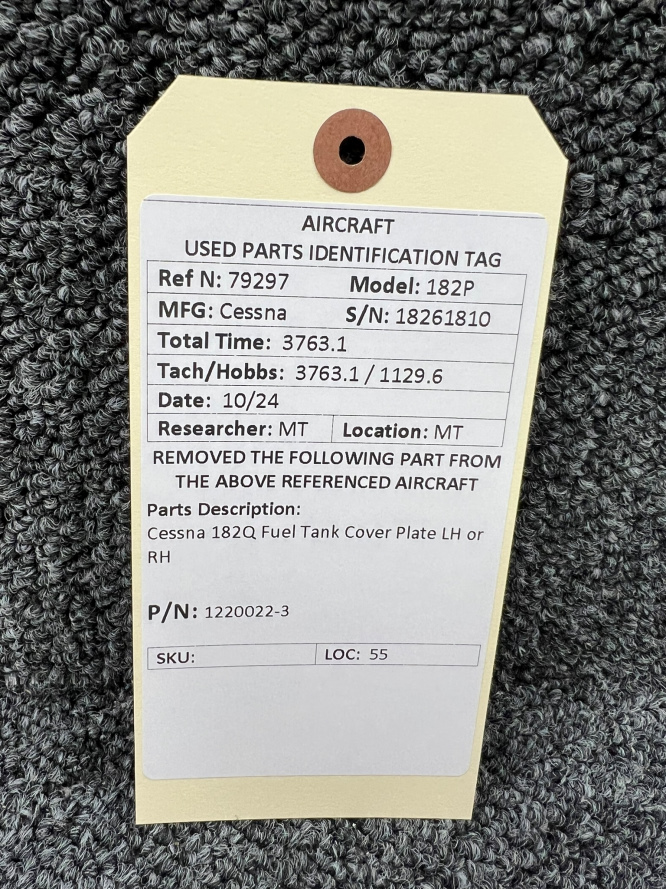 AIRCRAFT
USED PARTS IDENTIFICATION TAG
Ref N: 79297 Model: 182P
MFG: Cessna S/N: 18261810
Total Time: 3763.1
Tach/Hobbs: 3763.1 / 1129.6
Date: 10/24
Researcher: MT Location: MT
REMOVED THE FOLLOWING PART FROM
THE ABOVE REFERENCED AIRCRAFT
Parts Description:
Cessna 182Q Fuel Tank Cover Plate LH or
RH
P/N: 1220022-3
SKU: LOC: 55